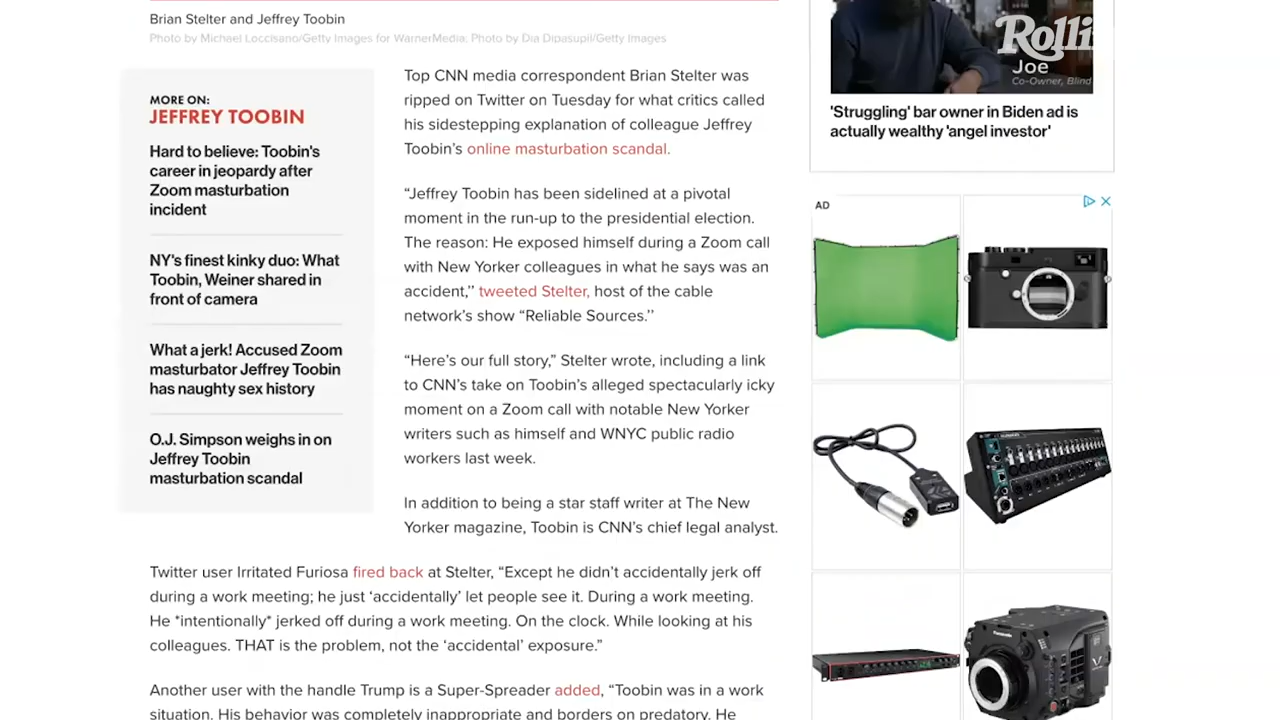 Brian Stelter and Jeffrey Toobin
Photo by Michael Loccisano/Getty Images for WarnerMedia; Photo by Dia Dipasupil/Getty Images
MORE ON:
JEFFREY TOOBIN
Hard to believe: Toobin's
career in jeopardy after
Zoom masturbation
incident
NY's finest kinky duo: What
Toobin, Weiner shared in
front of camera
What a jerk! Accused Zoom
masturbator Jeffrey Toobin
has naughty sex history
O.J. Simpson weighs in on
Jeffrey Toobin
masturbation scandal
Top CNN media correspondent Brian Stelter was
ripped on Twitter on Tuesday for what critics called
his sidestepping explanation of colleague Jeffrey
Toobin’s online masturbation scandal.
“Jeffrey Toobin has been sidelined at a pivotal
moment in the run-up to the presidential election.
The reason: He exposed himself during a Zoom call
with New Yorker colleagues in what he says was an
accident,’’ tweeted Stelter, host of the cable
network’s show “Reliable Sources.’’
“Here’s our full story,” Stelter wrote, including a link
to CNN’s take on Toobin’s alleged spectacularly icky
moment on a Zoom call with notable New Yorker
writers such as himself and WNYC public radio
workers last week.
In addition to being a star staff writer at The New
Yorker magazine, Toobin is CNN’s chief legal analyst.
Twitter user Irritated Furiosa fired back at Stelter, “Except he didn’t accidentally jerk off
during a work meeting; he just ‘accidentally’ let people see it. During a work meeting.
He *intentionally* jerked off during a work meeting. On the clock. While looking at his
colleagues. THAT is the problem, not the ‘accidental’ exposure.”
Another user with the handle Trump is a Super-Spreader added, “Toobin was in a work
situation. His behavior was completely inappropriate and borders on predatory. He
Rolli
Joe
Co-Owner, Blind
'Struggling' bar owner in Biden ad is
actually wealthy 'angel investor'
AD